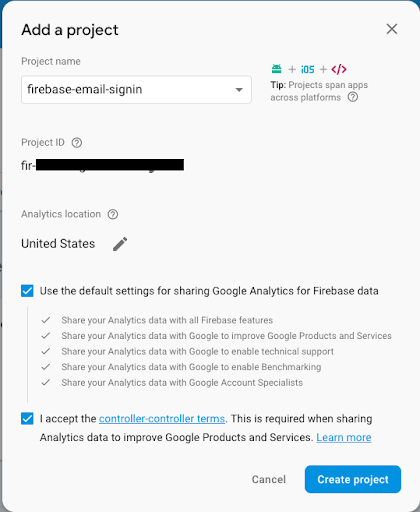 Add a project
Project name
firebase-email-signin
+ iOS + </>
Tip: Projects span apps
across platforms
Project ID
fir-
Analytics location
United States
Use the default settings for sharing Google Analytics for Firebase data
Share your Analytics data with all Firebase features
Share your Analytics data with Google to improve Google Products and Services
Share your Analytics data with Google to enable technical support
Share your Analytics data with Google to enable Benchmarking
Share your Analytics data with Google Account Specialists
I accept the controller-controller terms. This is required when sharing
Analytics data to improve Google Products and Services. Learn more
Cancel
Create project